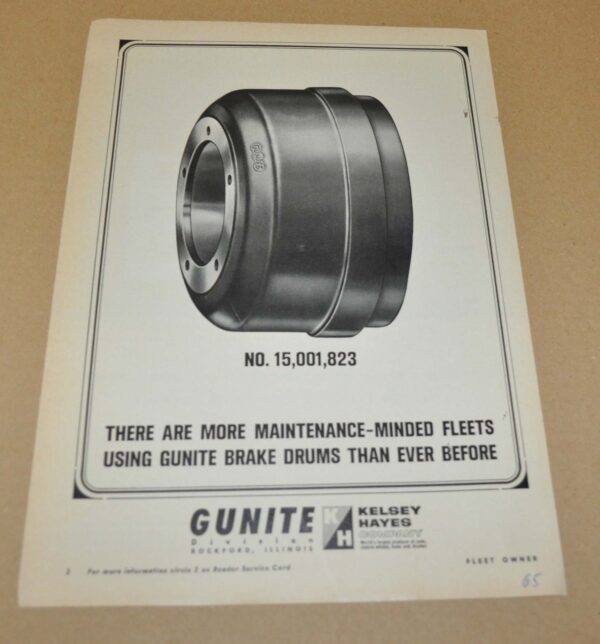 NO. 15,001,823
THERE ARE MORE MAINTENANCE-MINDED FLEETS
USING GUNITE BRAKE DRUMS THAN EVER BEFORE
GUNITE
Division
ROCKFORD, ILLINOIS
K
H
KELSEY
HAYES
COMPANY
2 For more information circle 2 on Reader Service Card
FLEET OWNER
65